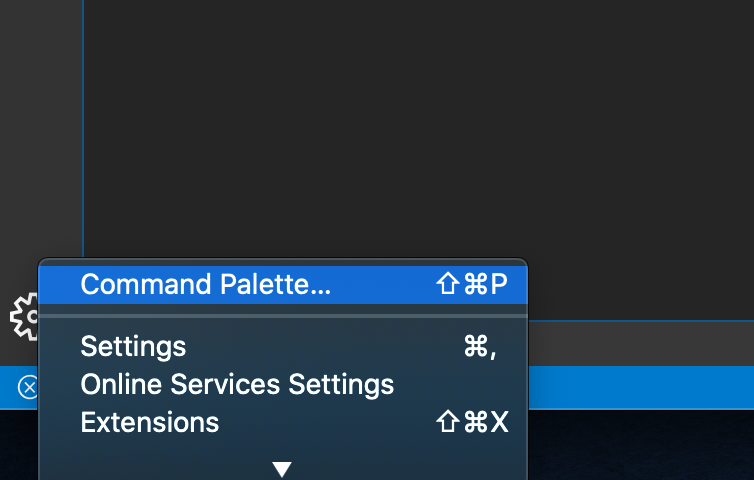 Command Palette... ⇧⌘P
Settings ⌘,
Online Services Settings
Extensions ⇧⌘X